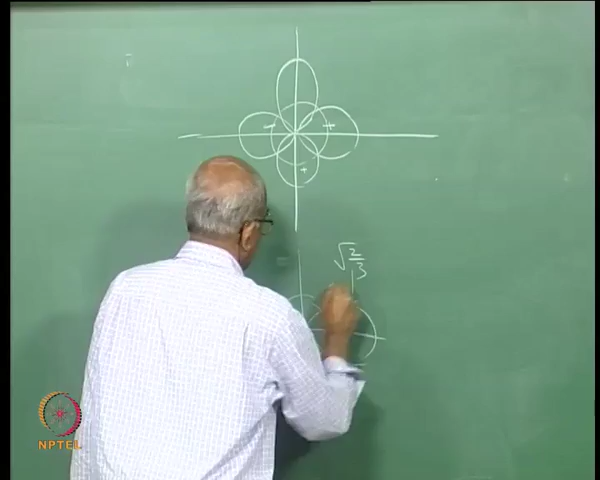 - +
+
√2/3
NPTEL